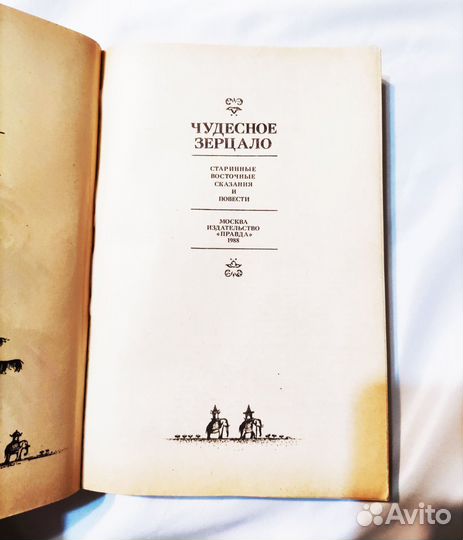 ЧУДЕСНОЕ
ЗЕРЦАЛО
СТАРИННЫЕ
ВОСТОЧНЫЕ
СКАЗАНИЯ
И
ПОВЕСТИ
МОСКВА
ИЗДАТЕЛЬСТВО
«ПРАВДА»
1988
Avito